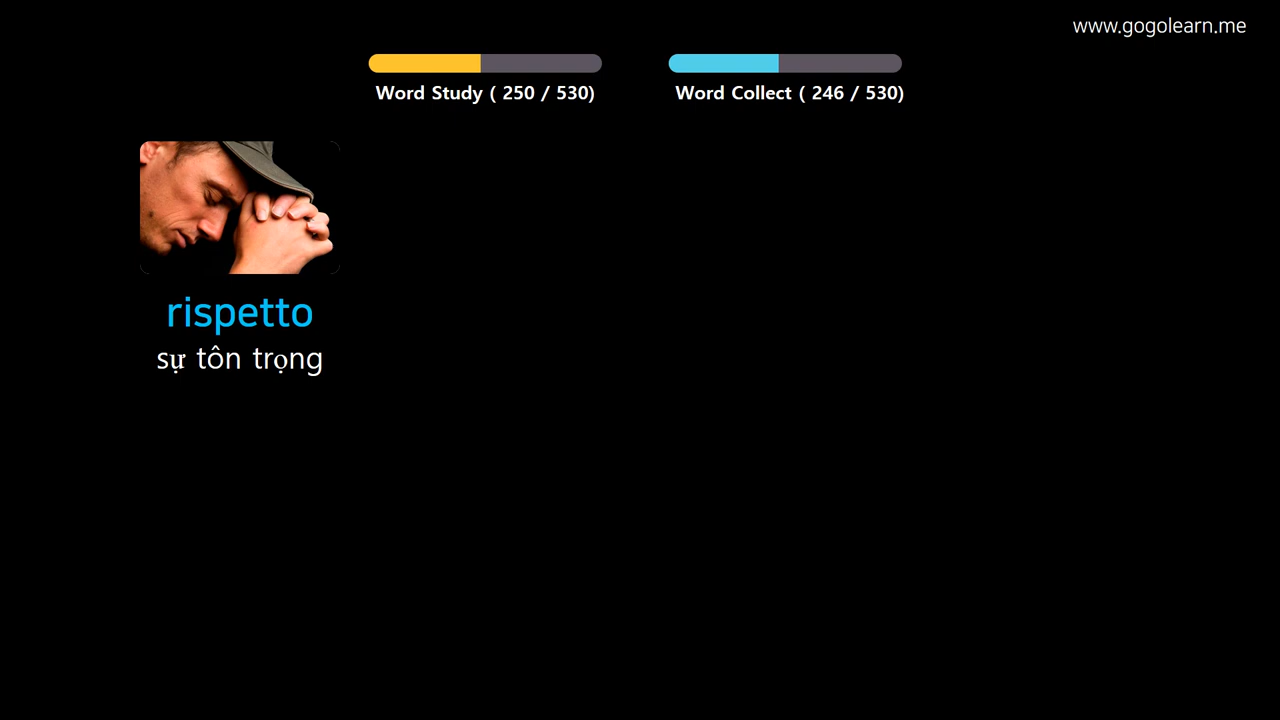 www.gogolearn.me
Word Study ( 250 / 530)
Word Collect ( 246 / 530)
rispetto
sự tôn trọng